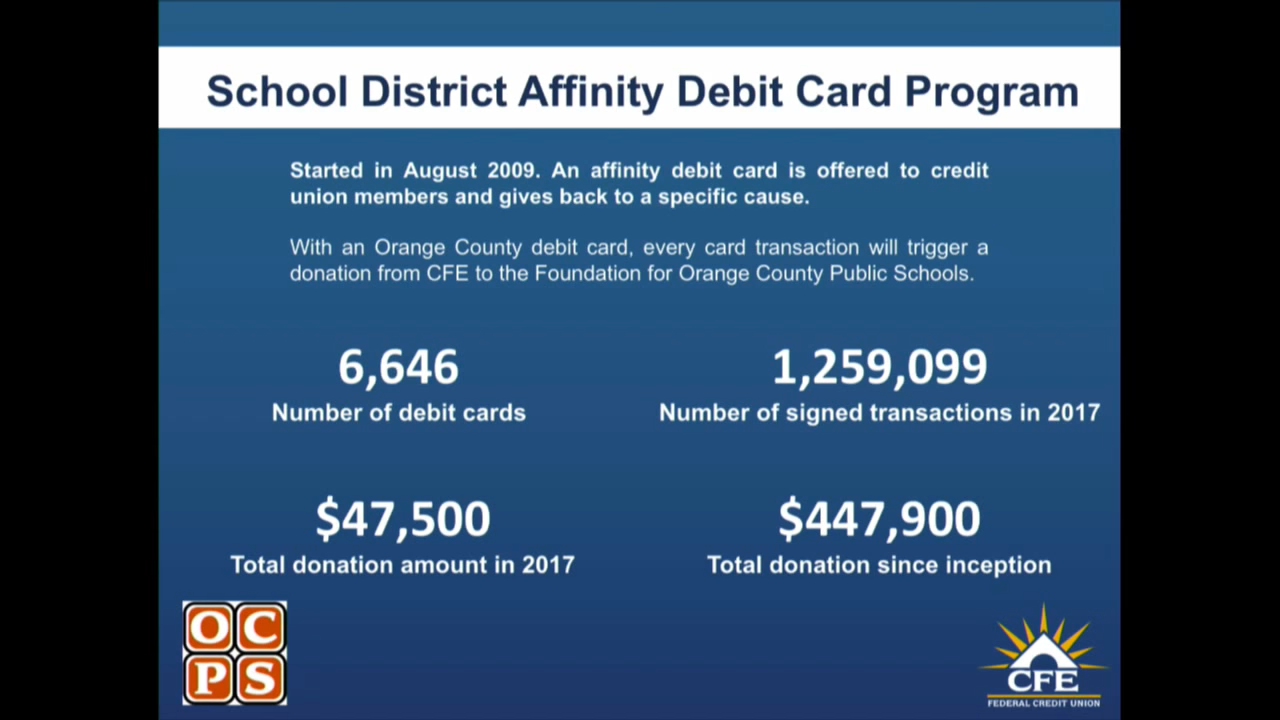 School District Affinity Debit Card Program
Started in August 2009. An affinity debit card is offered to credit
union members and gives back to a specific cause.
With an Orange County debit card, every card transaction will trigger a
donation from CFE to the Foundation for Orange County Public Schools.
6,646
Number of debit cards
1,259,099
Number of signed transactions in 2017
$47,500
Total donation amount in 2017
$447,900
Total donation since inception
OC
PS
CFE
FEDERAL CREDIT UNION